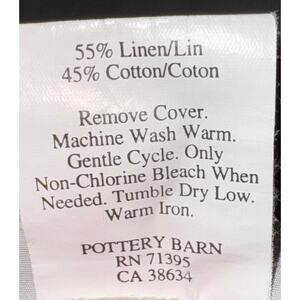 55% Linen/Lin
45% Cotton/Coton
Remove Cover.
Machine Wash Warm.
Gentle Cycle. Only
Non-Chlorine Bleach When
Needed. Tumble Dry Low.
Warm Iron.
POTTERY BARN
RN 71395
CA 38634